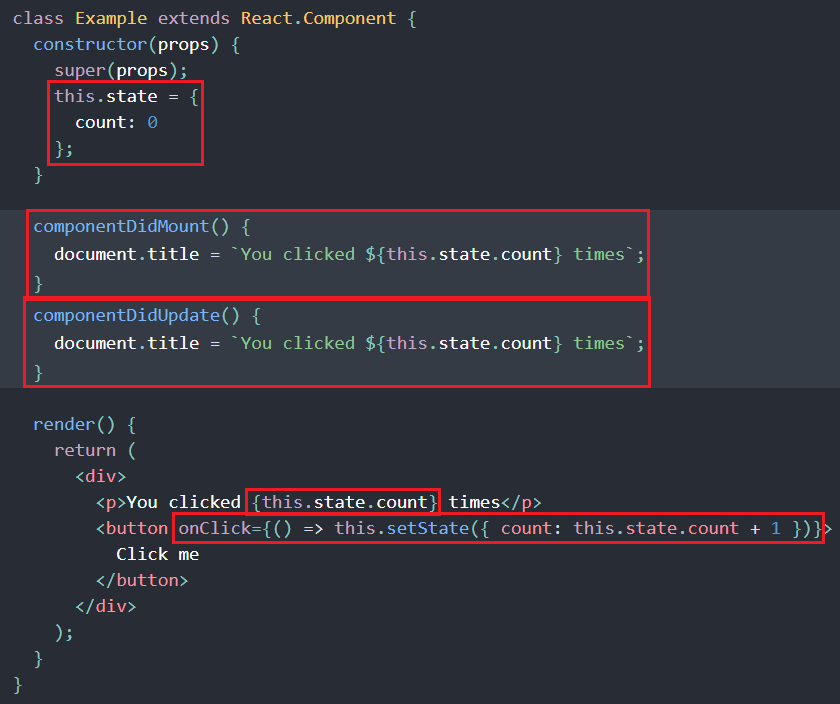 class Example extends React.Component {
  constructor(props) {
    super(props);
    this.state = {
      count: 0
    };
  }
  componentDidMount() {
    document.title = `You clicked ${this.state.count} times`;
  }
  componentDidUpdate() {
    document.title = `You clicked ${this.state.count} times`;
  }
  render() {
    return (
      <div>
        <p>You clicked {this.state.count} times</p>
        <button onClick={() => this.setState({ count: this.state.count + 1 })}>
          Click me
        </button>
      </div>
    );
  }
}